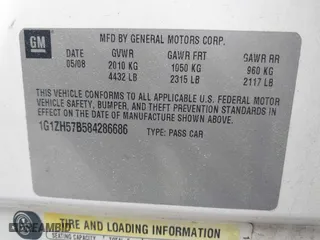 GM
MFD BY GENERAL MOTORS CORP.
DATE GVWR GAWR FRT GAWR RR
05/08 2010 KG 1050 KG 960 KG
4432 LB 2315 LB 2117 LB
THIS VEHICLE CONFORMS TO ALL APPLICABLE U.S. FEDERAL MOTOR
VEHICLE SAFETY, BUMPER, AND THEFT PREVENTION STANDARDS IN
EFFECT ON THE DATE OF MANUFACTURE SHOWN ABOVE.
1G1ZH57B584286686 TYPE: PASS CAR
TIRE AND LOADING INFORMATION
SEATING CAPACITY